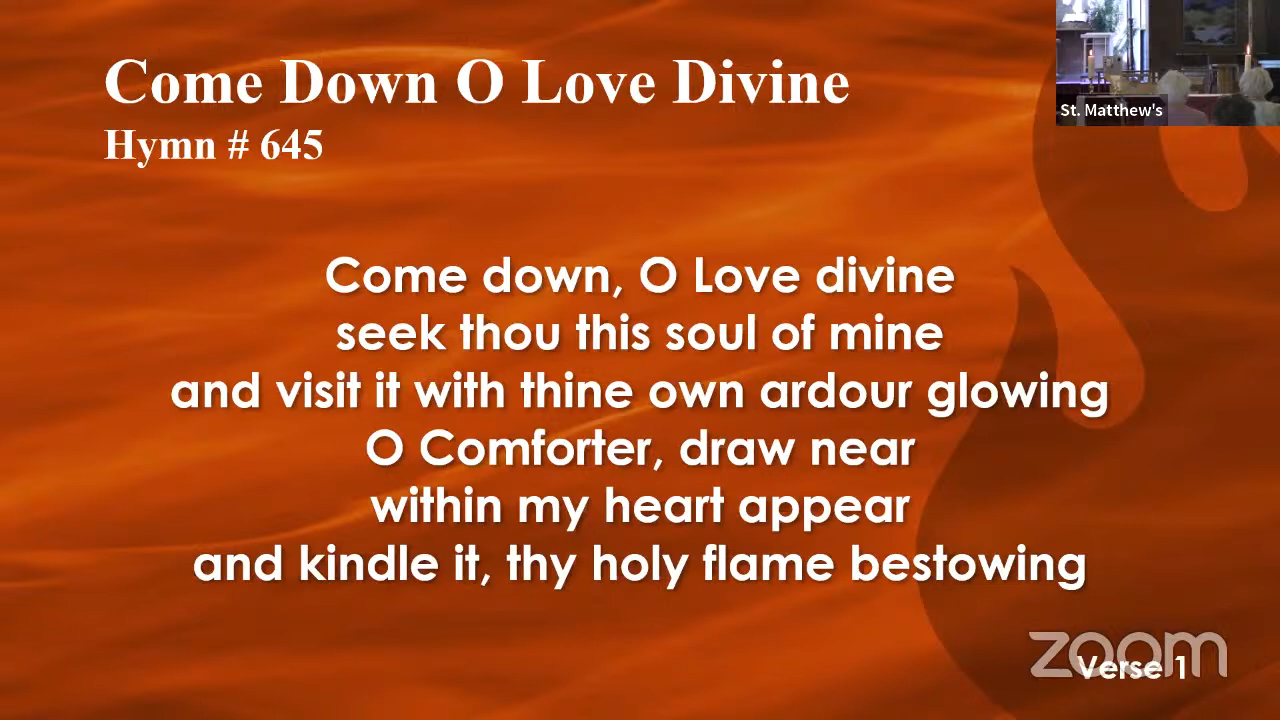 Come Down O Love Divine
Hymn # 645
St. Matthew's
Come down, O Love divine
seek thou this soul of mine
and visit it with thine own ardour glowing
O Comforter, draw near
within my heart appear
and kindle it, thy holy flame bestowing
zoom
Verse 1